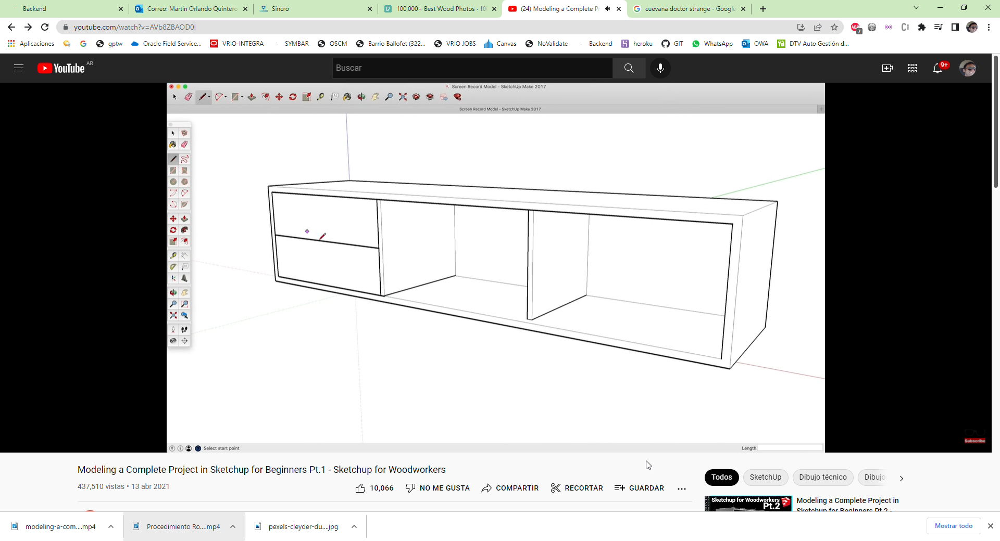 Backend
Correo: Martin Orlando Quintero
Sincro
100,000+ Best Wood Photos · 10
(24) Modeling a Complete Pr
cuevana doctor strange - Google
youtube.com/watch?v=AVb8ZBAOD0I
ABP
7
Aplicaciones
gptw
Oracle Field Service...
VRIO-INTEGRA
SYMBAR
OSCM
Barrio Ballofet (322...
VRIO JOBS
Canvas
NoValidate
Backend
heroku
GIT
WhatsApp
OWA
DTV Auto Gestión d...
YouTube AR
Buscar
9+
Screen Record Model - SketchUp Make 2017
Screen Record Model - SketchUp Make 2017
Select start point
Length
Subscribe
Modeling a Complete Project in Sketchup for Beginners Pt.1 - Sketchup for Woodworkers
437,510 vistas • 13 abr 2021
10,066
NO ME GUSTA
COMPARTIR
RECORTAR
GUARDAR
Todos
SketchUp
Dibujo técnico
Dibujo
Sketchup for Woodworkers
Pt.2
Modeling a Complete Project in
Sketchup for Beginners Pt.2 -
modeling-a-com....mp4
Procedimiento Ro....mp4
pexels-cleyder-du....jpg
Mostrar todo